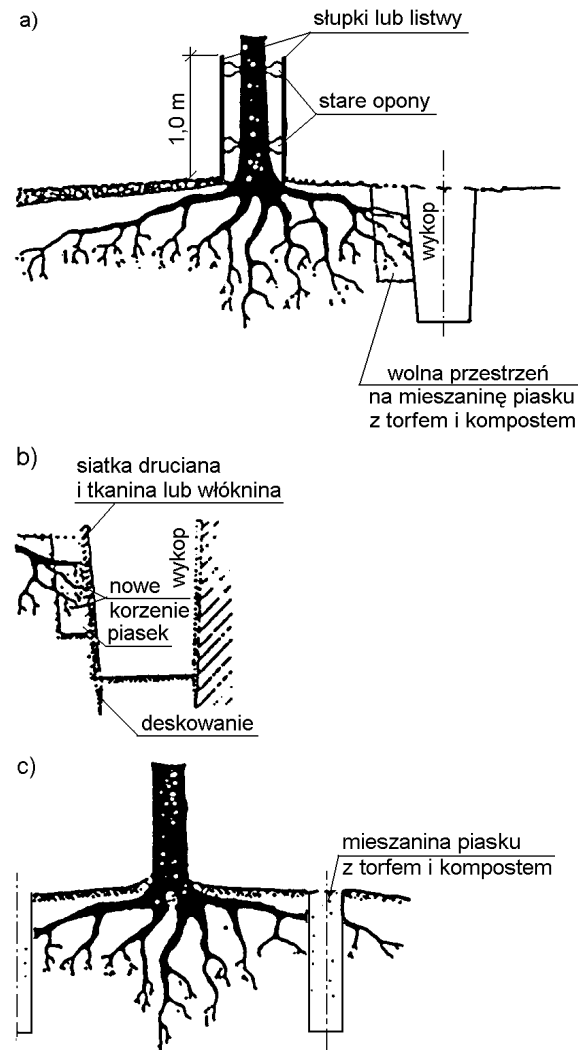 a)
słupki lub listwy
stare opony
1,0 m
wykop
wolna przestrzeń
na mieszaninę piasku
z torfem i kompostem
b)
siatka druciana
i tkanina lub włóknina
wykop
nowe
korzenie
piasek
deskowanie
c)
mieszanina piasku
z torfem i kompostem